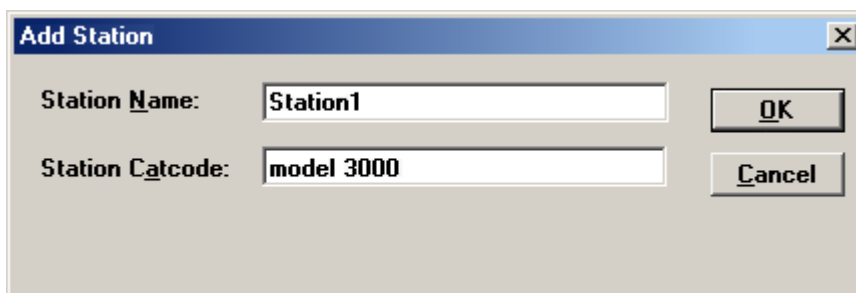 Add Station
Station Name: Station1
OK
Station Catcode: model 3000
Cancel